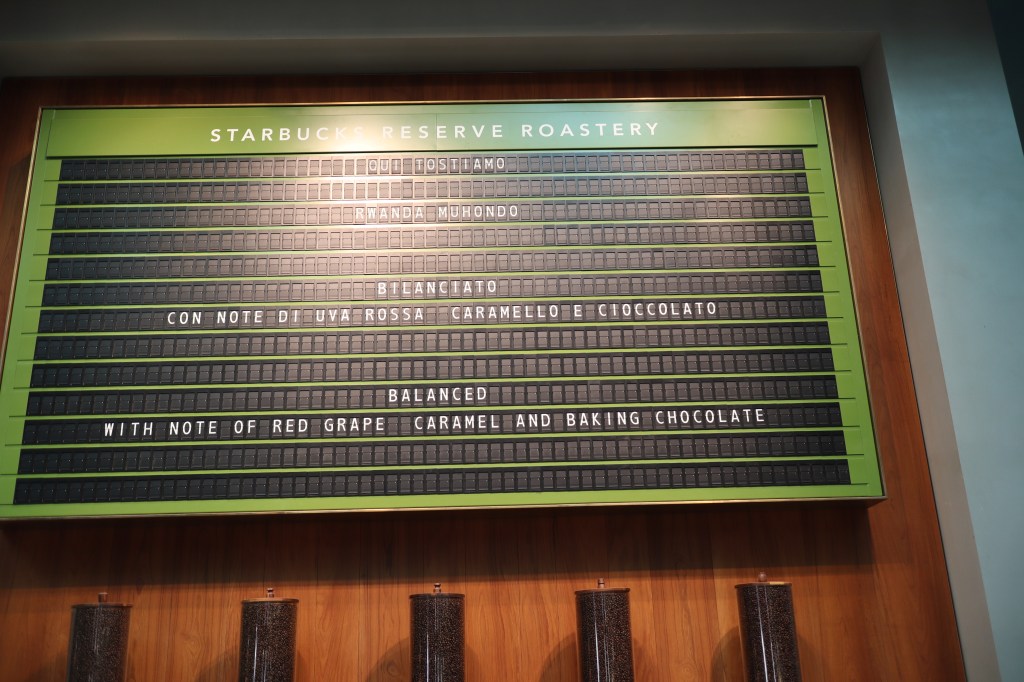 STARBUCKS RESERVE ROASTERY
QUI TOSTIAMO
RWANDA MUHONDO
BILANCIATO
CON NOTE DI UVA ROSSA CARAMELLO E CIOCCOLATO
BALANCED
WITH NOTE OF RED GRAPE CARAMEL AND BAKING CHOCOLATE